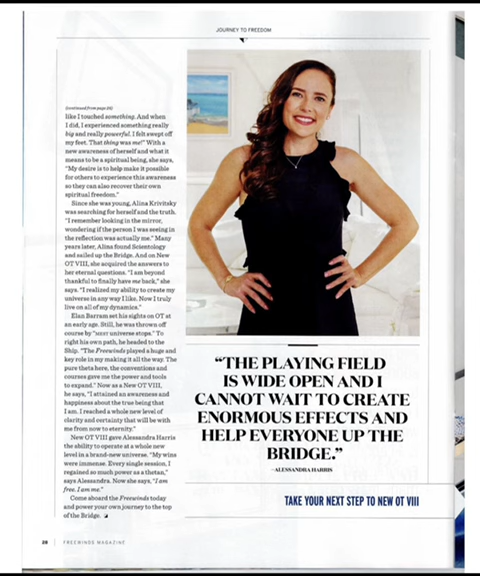 JOURNEY TO FREEDOM
(continued from page 26)
like I touched something. And when
I did, I experienced something really
big and really powerful. I felt swept off
my feet. That thing was me!” With a
new awareness of herself and what it
means to be a spiritual being, she says,
“My desire is to help make it possible
for others to experience this awareness
so they can also recover their own
spiritual freedom.”
Since she was young, Alina Krivitsky
was searching for herself and the truth.
“I remember looking in the mirror,
wondering if the person I was seeing in
the reflection was actually me.” Many
years later, Alina found Scientology
and sailed up the Bridge. And on New
OT VIII, she acquired the answers to
her eternal questions. “I am beyond
thankful to finally have me back,” she
says. “I realized my ability to create my
universe in any way I like. Now I truly
live on all of my dynamics.”
Elan Barram set his sights on OT at
an early age. Still, he was thrown off
course by “MEST universe stops.” To
right his own path, he headed to the
Ship. “The Freewinds played a huge and
key role in my making it all the way. The
pure theta here, the conventions and
courses gave me the power and tools
to expand.” Now as a New OT VIII,
he says, “I attained an awareness and
happiness about the true being that
I am. I reached a whole new level of
clarity and certainty that will be with
me from now to eternity.”
New OT VIII gave Alessandra Harris
the ability to operate at a whole new
level in a brand-new universe. “My wins
were immense. Every single session, I
regained so much power as a thetan,”
says Alessandra. Now she says, “I am
free. I am me.”
Come aboard the Freewinds today
and power your own journey to the top
of the Bridge.
“THE PLAYING FIELD
IS WIDE OPEN AND I
CANNOT WAIT TO CREATE
ENORMOUS EFFECTS AND
HELP EVERYONE UP THE
BRIDGE.”
—ALESSANDRA HARRIS
TAKE YOUR NEXT STEP TO NEW OT VIII
28 | FREEWINDS MAGAZINE